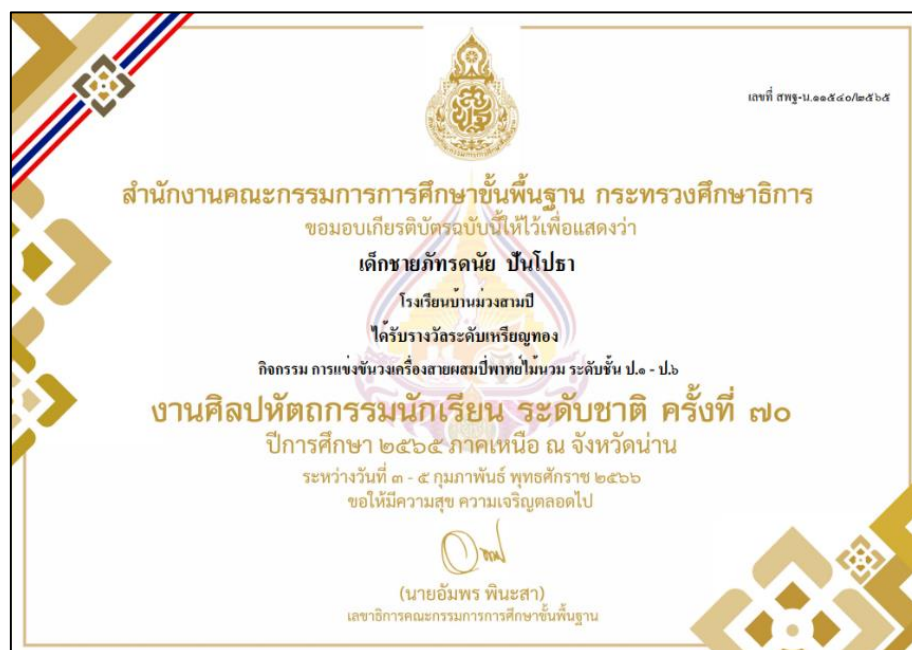 เลขที่ สพฐ-น.๑๑๕๔๐/๒๕๖๕
สำนักงานคณะกรรมการการศึกษาขั้นพื้นฐาน กระทรวงศึกษาธิการ
ขอมอบเกียรติบัตรฉบับนี้ให้ไว้เพื่อแสดงว่า
เด็กชายภัทรดนัย ปันโปธา
โรงเรียนบ้านม่วงสามปี
ได้รับรางวัลระดับเหรียญทอง
กิจกรรม การแข่งขันวงเครื่องสายผสมปี่พาทย์ไม้นวม ระดับชั้น ป.๑ - ป.๖
งานศิลปหัตถกรรมนักเรียน ระดับชาติ ครั้งที่ ๗๐
ปีการศึกษา ๒๕๖๕ ภาคเหนือ ณ จังหวัดน่าน
ระหว่างวันที่ ๓ - ๕ กุมภาพันธ์ พุทธศักราช ๒๕๖๖
ขอให้มีความสุข ความเจริญตลอดไป
(นายอัมพร พินะสา)
เลขาธิการคณะกรรมการการศึกษาขั้นพื้นฐาน